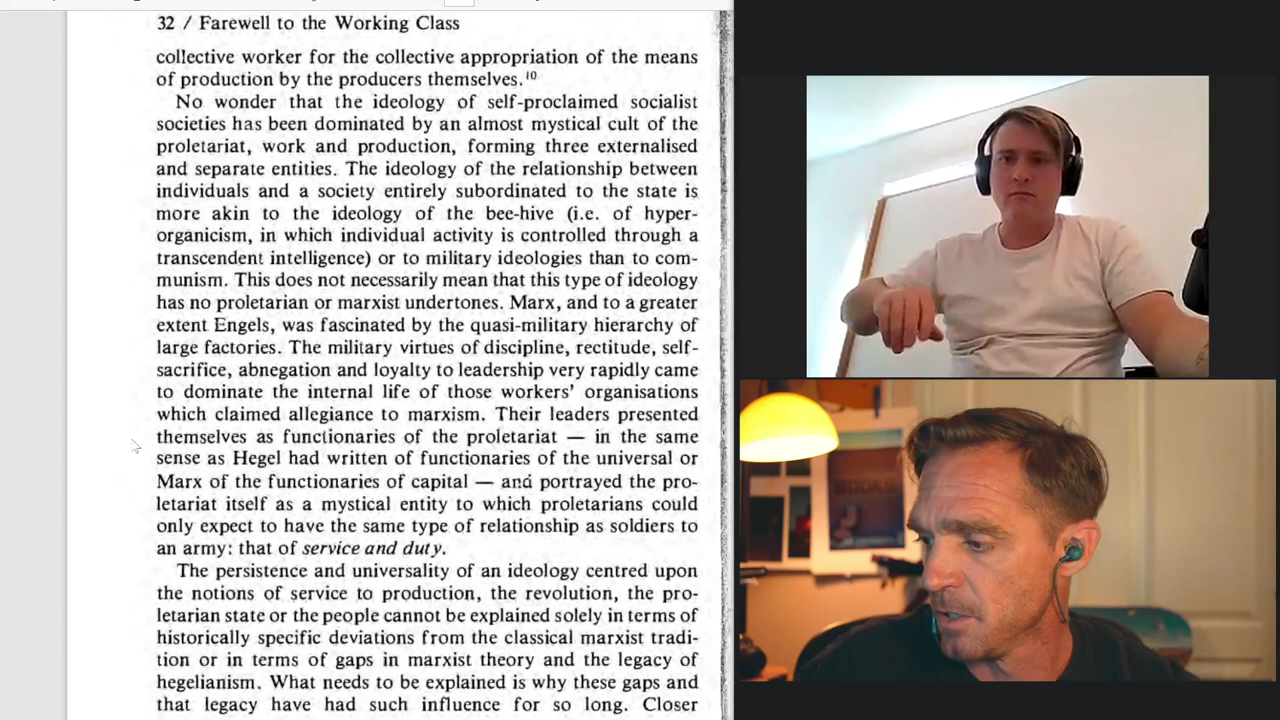 32 / Farewell to the Working Class
collective worker for the collective appropriation of the means
of production by the producers themselves.¹⁰
No wonder that the ideology of self-proclaimed socialist
societies has been dominated by an almost mystical cult of the
proletariat, work and production, forming three externalised
and separate entities. The ideology of the relationship between
individuals and a society entirely subordinated to the state is
more akin to the ideology of the bee-hive (i.e. of hyper-
organicism, in which individual activity is controlled through a
transcendent intelligence) or to military ideologies than to com-
munism. This does not necessarily mean that this type of ideology
has no proletarian or marxist undertones. Marx, and to a greater
extent Engels, was fascinated by the quasi-military hierarchy of
large factories. The military virtues of discipline, rectitude, self-
sacrifice, abnegation and loyalty to leadership very rapidly came
to dominate the internal life of those workers' organisations
which claimed allegiance to marxism. Their leaders presented
themselves as functionaries of the proletariat — in the same
sense as Hegel had written of functionaries of the universal or
Marx of the functionaries of capital — and portrayed the pro-
letariat itself as a mystical entity to which proletarians could
only expect to have the same type of relationship as soldiers to
an army: that of service and duty.
The persistence and universality of an ideology centred upon
the notions of service to production, the revolution, the pro-
letarian state or the people cannot be explained solely in terms of
historically specific deviations from the classical marxist tradi-
tion or in terms of gaps in marxist theory and the legacy of
hegelianism. What needs to be explained is why these gaps and
that legacy have had such influence for so long. Closer